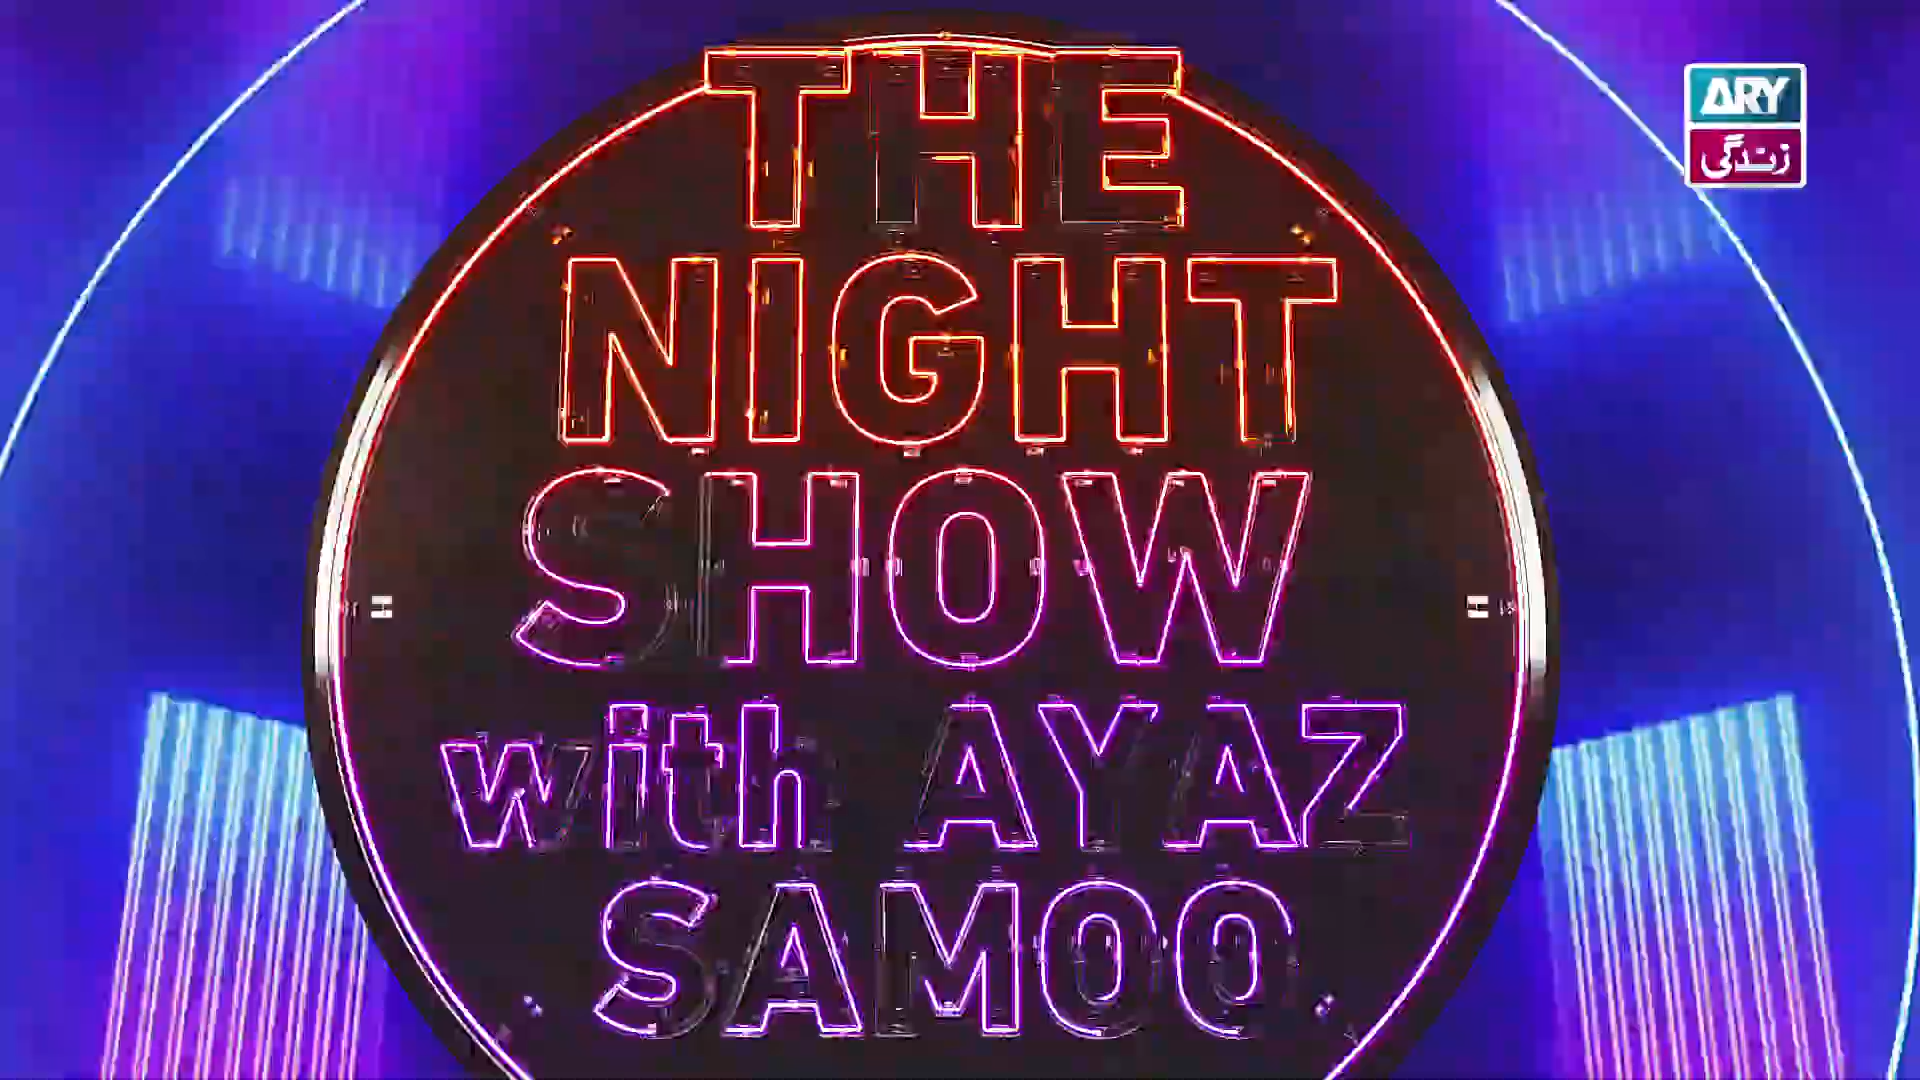 THE
NIGHT
SHOW
with AYAZ
SAMOO
ARY
زندگی